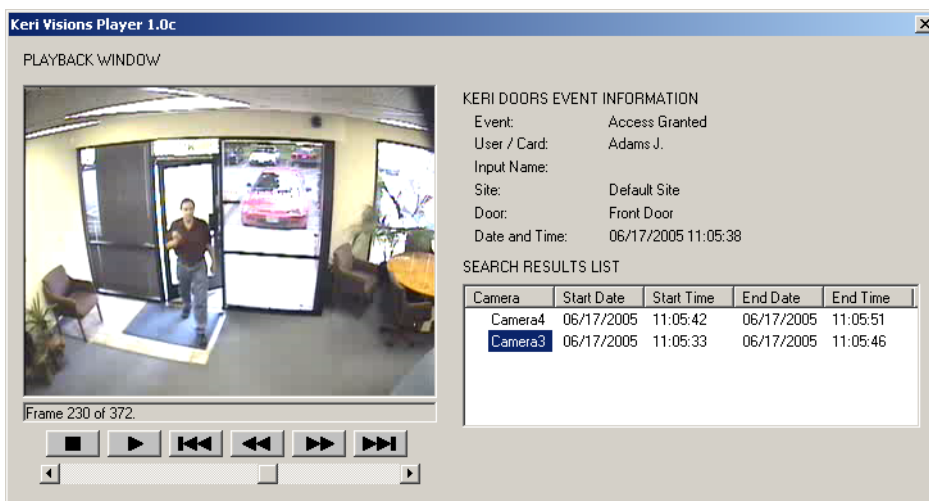 Keri Visions Player 1.0c
PLAYBACK WINDOW
Frame 230 of 372.
KERI DOORS EVENT INFORMATION
Event: Access Granted
User / Card: Adams J.
Input Name:
Site: Default Site
Door: Front Door
Date and Time: 06/17/2005 11:05:38
SEARCH RESULTS LIST
Camera Start Date Start Time End Date End Time
Camera4 06/17/2005 11:05:42 06/17/2005 11:05:51
Camera3 06/17/2005 11:05:33 06/17/2005 11:05:46